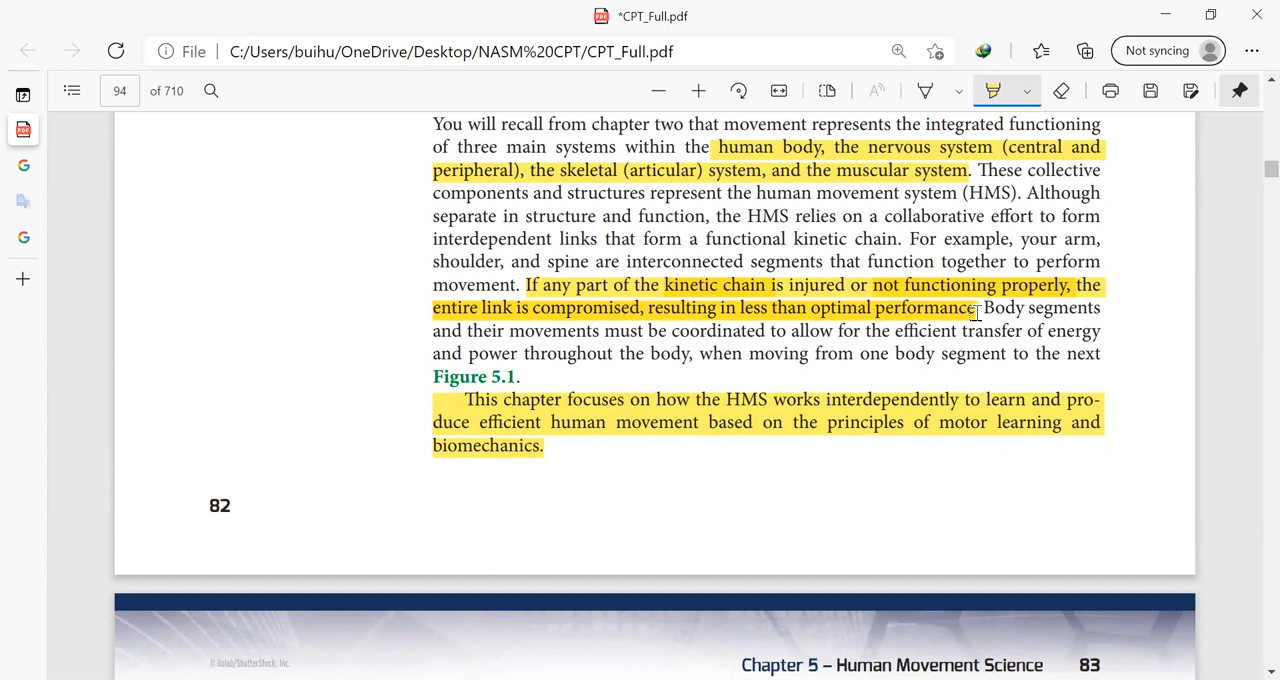 *CPT_Full.pdf
File
C:/Users/buihu/OneDrive/Desktop/NASM%20CPT/CPT_Full.pdf
Not syncing
94 of 710
You will recall from chapter two that movement represents the integrated functioning
of three main systems within the human body, the nervous system (central and
peripheral), the skeletal (articular) system, and the muscular system. These collective
components and structures represent the human movement system (HMS). Although
separate in structure and function, the HMS relies on a collaborative effort to form
interdependent links that form a functional kinetic chain. For example, your arm,
shoulder, and spine are interconnected segments that function together to perform
movement. If any part of the kinetic chain is injured or not functioning properly, the
entire link is compromised, resulting in less than optimal performance. Body segments
and their movements must be coordinated to allow for the efficient transfer of energy
and power throughout the body, when moving from one body segment to the next
Figure 5.1.
This chapter focuses on how the HMS works interdependently to learn and pro-
duce efficient human movement based on the principles of motor learning and
biomechanics.
82
Chapter 5 – Human Movement Science 83